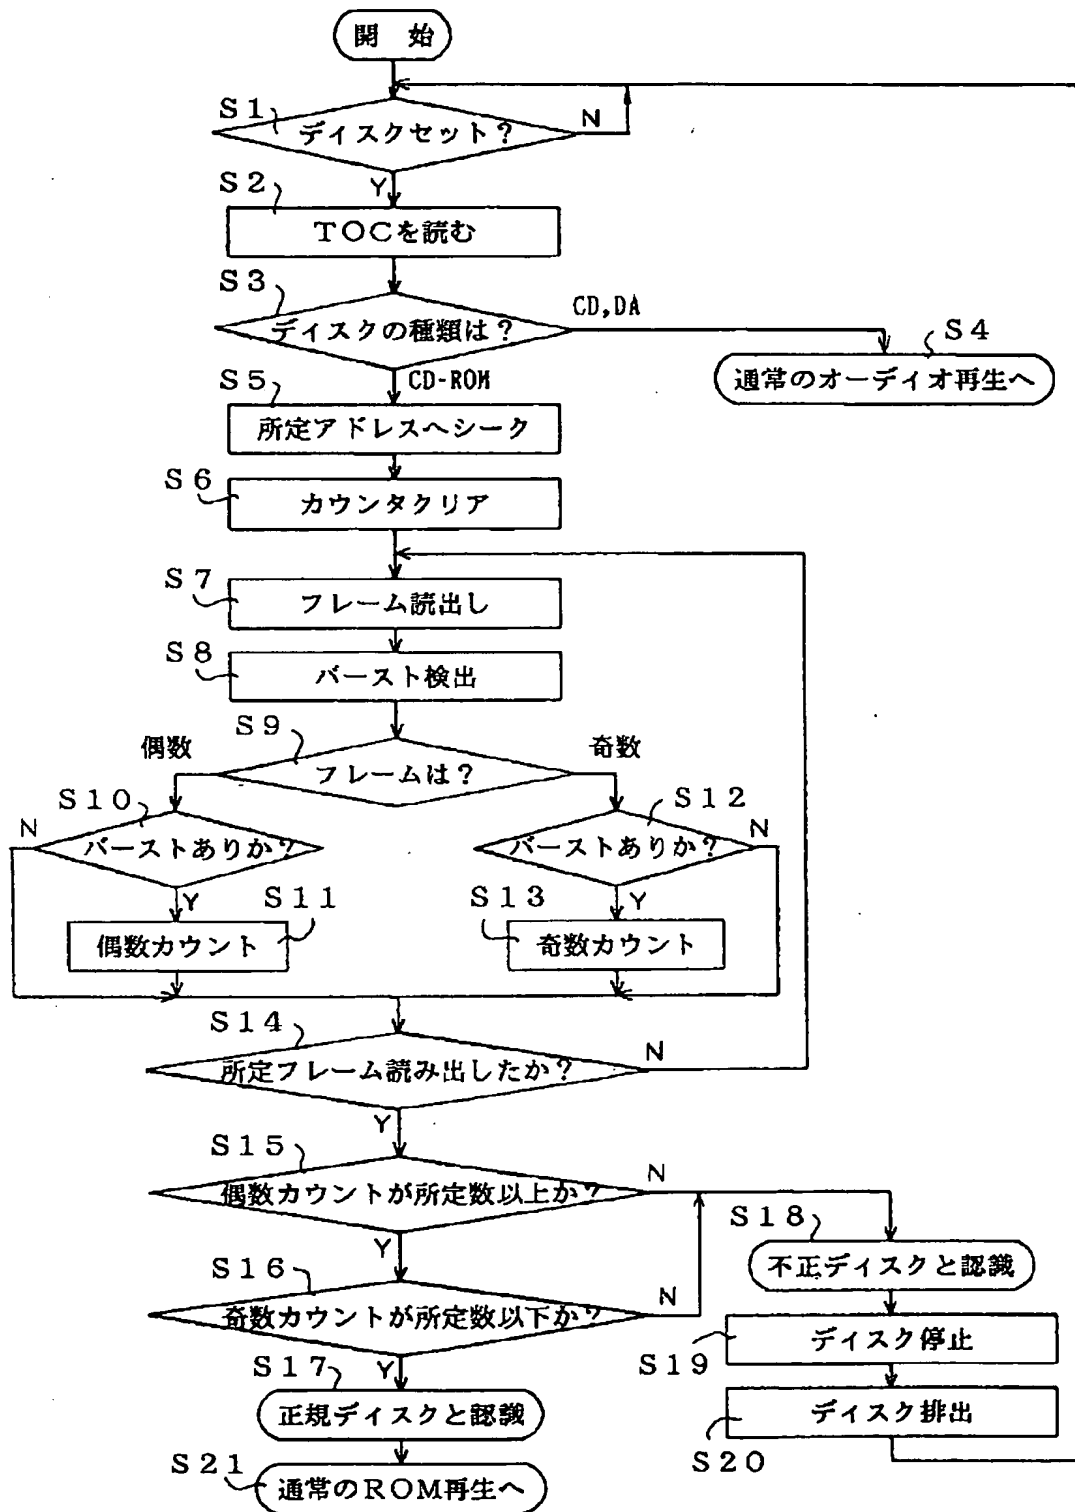 開 始
S1
ディスクセット?
N
Y
S2
TOCを読む
S3
ディスクの種類は?
CD,DA
S4
通常のオーディオ再生へ
CD-ROM
S5
所定アドレスへシーク
S6
カウンタクリア
S7
フレーム読出し
S8
バースト検出
S9
偶数
フレームは?
奇数
S10
N
バーストありか?
Y
S11
偶数カウント
S12
N
バーストありか?
Y
S13
奇数カウント
S14
所定フレーム読み出したか?
N
Y
S15
偶数カウントが所定数以上か?
N
Y
S16
奇数カウントが所定数以下か?
N
Y
S17
正規ディスクと認識
S21
通常のROM再生へ
S18
不正ディスクと認識
S19
ディスク停止
S20
ディスク排出